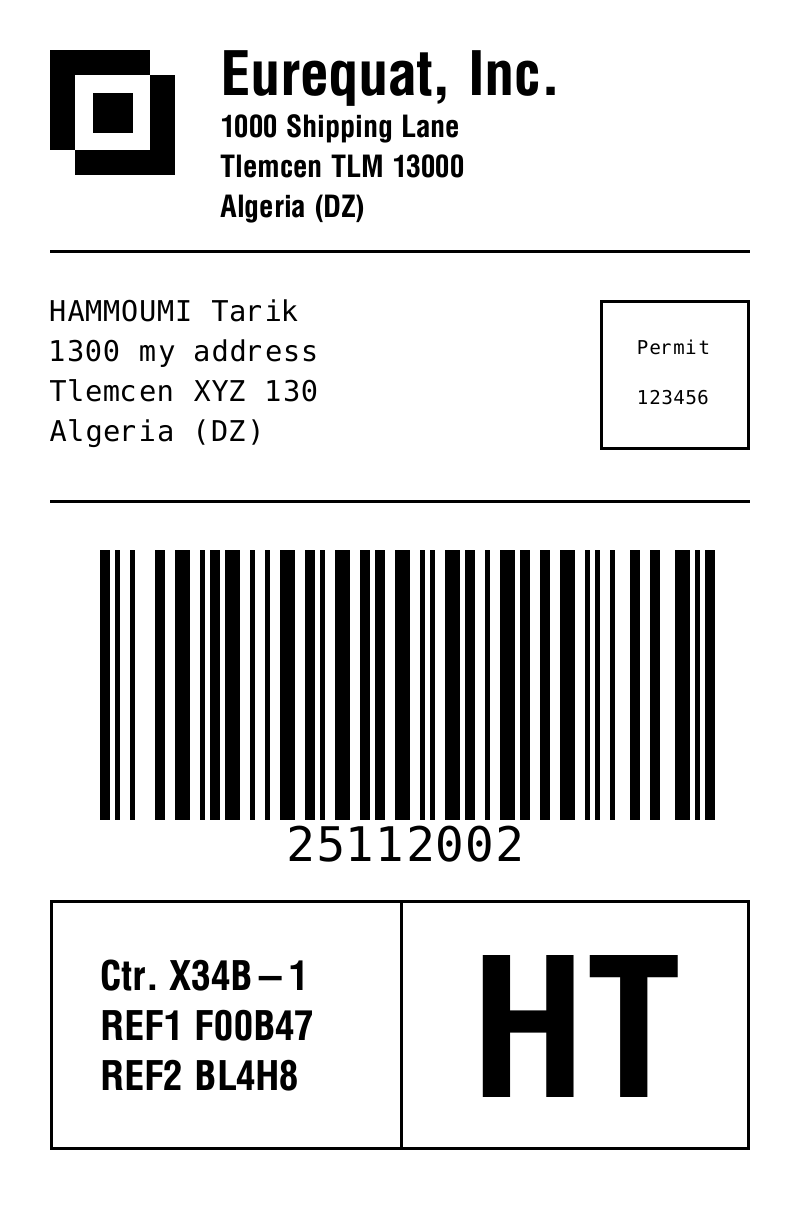 Eurequat, Inc.
1000 Shipping Lane
Tlemcen TLM 13000
Algeria (DZ)
HAMMOUMI Tarik
1300 my address
Tlemcen XYZ 130
Algeria (DZ)
Permit
123456
25112002
Ctr. X34B–1
REF1 F00B47
REF2 BL4H8
HT